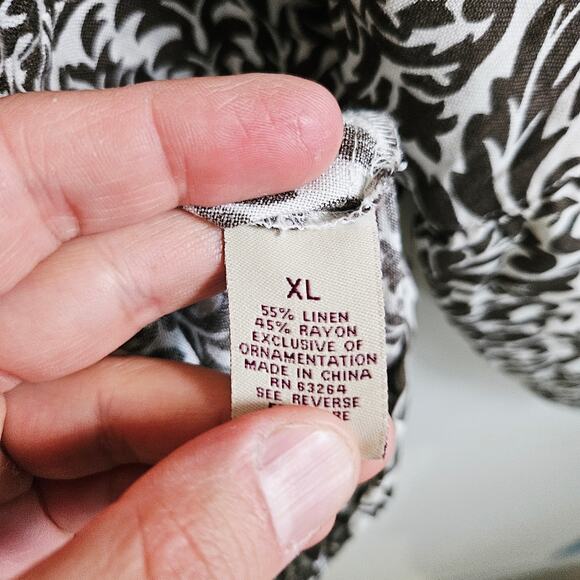 XL
55% LINEN
45% RAYON
EXCLUSIVE OF
ORNAMENTATION
MADE IN CHINA
RN 63264
SEE REVERSE